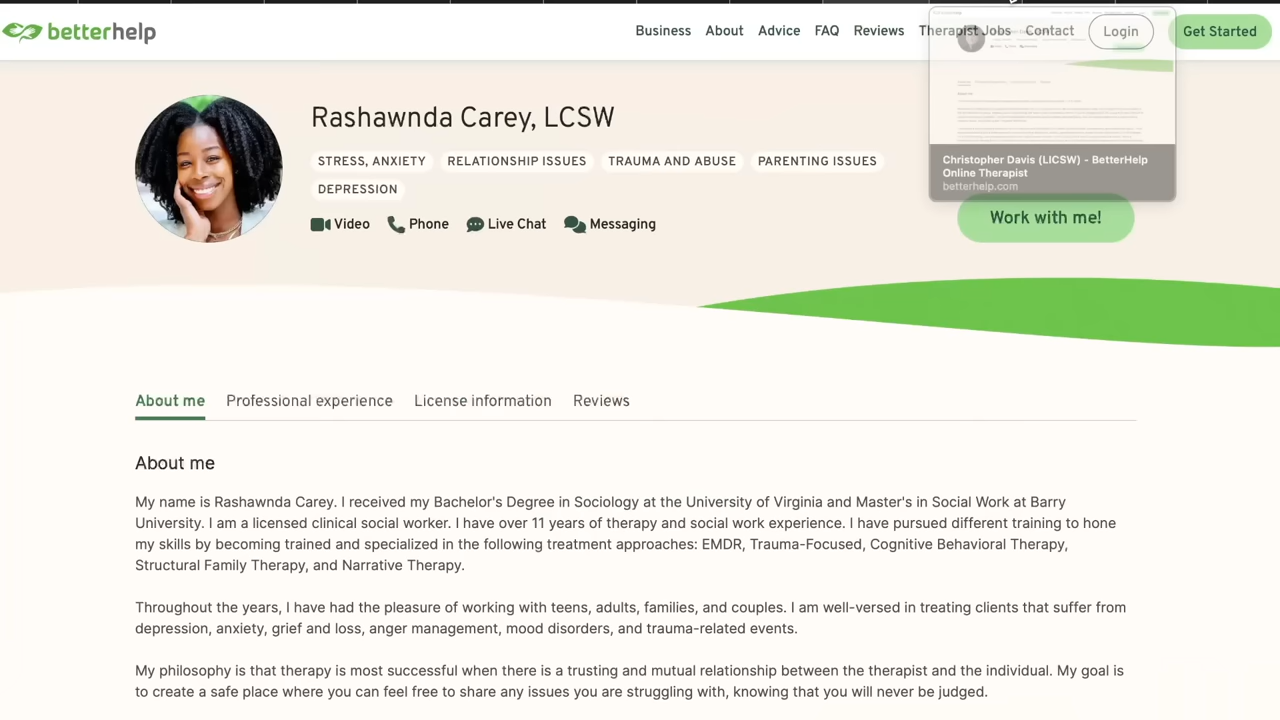 betterhelp
Business About Advice FAQ Reviews Therapist Jobs Contact Login Get Started
Rashawnda Carey, LCSW
STRESS, ANXIETY RELATIONSHIP ISSUES TRAUMA AND ABUSE PARENTING ISSUES
DEPRESSION
Video Phone Live Chat Messaging
Christopher Davis (LICSW) - BetterHelp
Online Therapist
betterhelp.com
Work with me!
About me Professional experience License information Reviews
About me
My name is Rashawnda Carey. I received my Bachelor's Degree in Sociology at the University of Virginia and Master's in Social Work at Barry
University. I am a licensed clinical social worker. I have over 11 years of therapy and social work experience. I have pursued different training to hone
my skills by becoming trained and specialized in the following treatment approaches: EMDR, Trauma-Focused, Cognitive Behavioral Therapy,
Structural Family Therapy, and Narrative Therapy.
Throughout the years, I have had the pleasure of working with teens, adults, families, and couples. I am well-versed in treating clients that suffer from
depression, anxiety, grief and loss, anger management, mood disorders, and trauma-related events.
My philosophy is that therapy is most successful when there is a trusting and mutual relationship between the therapist and the individual. My goal is
to create a safe place where you can feel free to share any issues you are struggling with, knowing that you will never be judged.